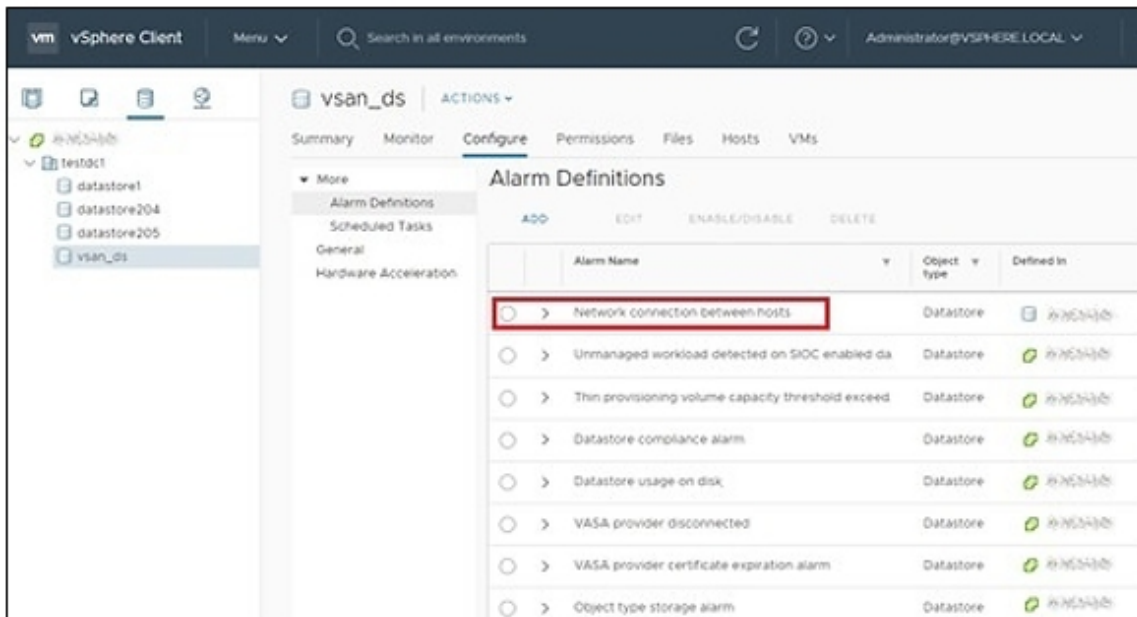 vm vSphere Client Menu Search in all environments Administrator@VSPHERE.LOCAL
vsan_ds ACTIONS
Summary Monitor Configure Permissions Files Hosts VMs
testdc1
datastore1
datastore204
datastore205
vsan_ds
More
Alarm Definitions
Scheduled Tasks
General
Hardware Acceleration
Alarm Definitions
ADD EDIT ENABLE/DISABLE DELETE
Alarm Name Object type Defined In
Network connection between hosts Datastore
Unmanaged workload detected on SIOC enabled da Datastore
Thin provisioning volume capacity threshold exceed Datastore
Datastore compliance alarm Datastore
Datastore usage on disk Datastore
VASA provider disconnected Datastore
VASA provider certificate expiration alarm Datastore
Object type storage alarm Datastore